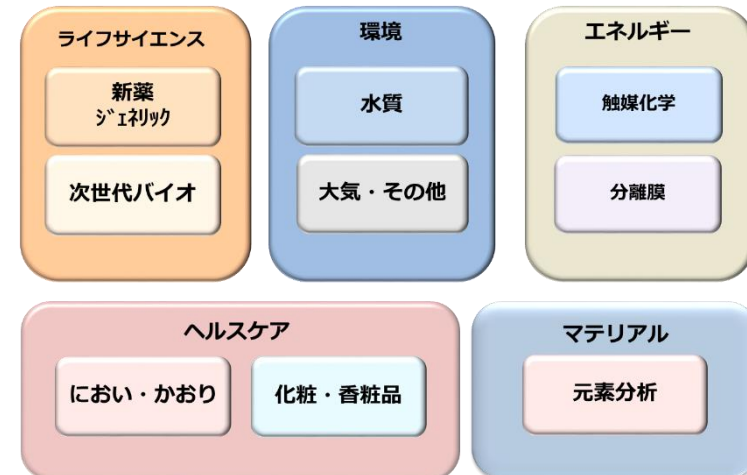 ライフサイエンス
新薬
ｼﾞｪﾈﾘｯｸ
次世代バイオ
環境
水質
大気・その他
エネルギー
触媒化学
分離膜
ヘルスケア
におい・かおり
化粧・香粧品
マテリアル
元素分析